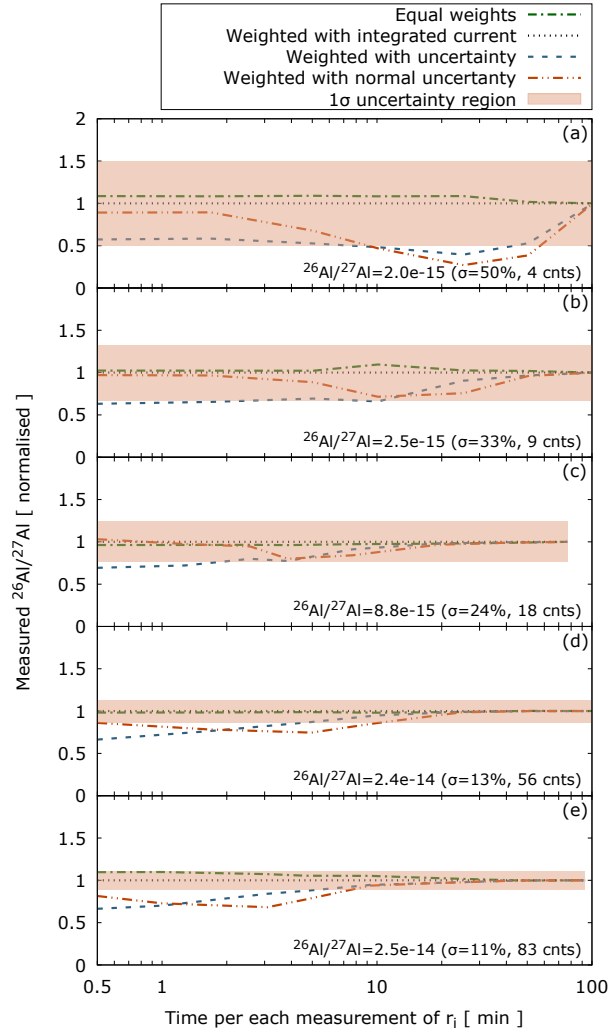 Equal weights
Weighted with integrated current
Weighted with uncertainty
Weighted with normal uncertanty
1σ uncertainty region
2
(a)
1.5
1
0.5
²⁶Al/²⁷Al=2.0e-15 (σ=50%, 4 cnts)
0
(b)
1.5
1
0.5
²⁶Al/²⁷Al=2.5e-15 (σ=33%, 9 cnts)
0
(c)
1.5
1
0.5
²⁶Al/²⁷Al=8.8e-15 (σ=24%, 18 cnts)
0
(d)
1.5
1
0.5
²⁶Al/²⁷Al=2.4e-14 (σ=13%, 56 cnts)
0
(e)
1.5
1
0.5
²⁶Al/²⁷Al=2.5e-14 (σ=11%, 83 cnts)
0
0.5 1 10 100
Measured ²⁶Al/²⁷Al [ normalised ]
Time per each measurement of rᵢ [ min ]